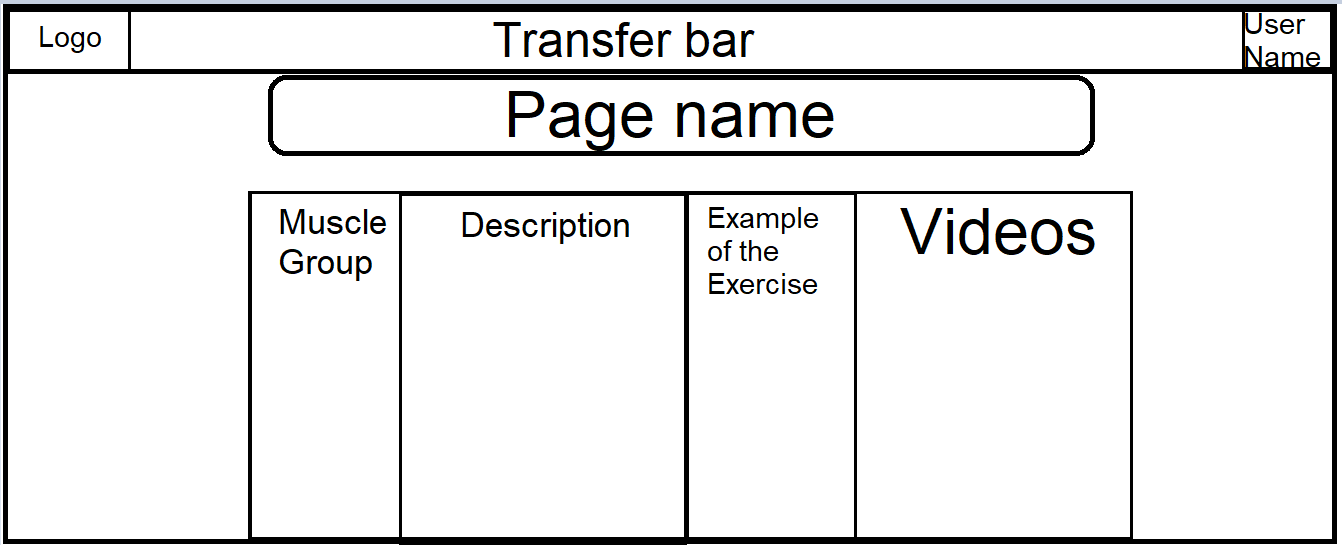 Logo
Transfer bar
User
Name
Page name
Muscle
Group
Description
Example
of the
Exercise
Videos